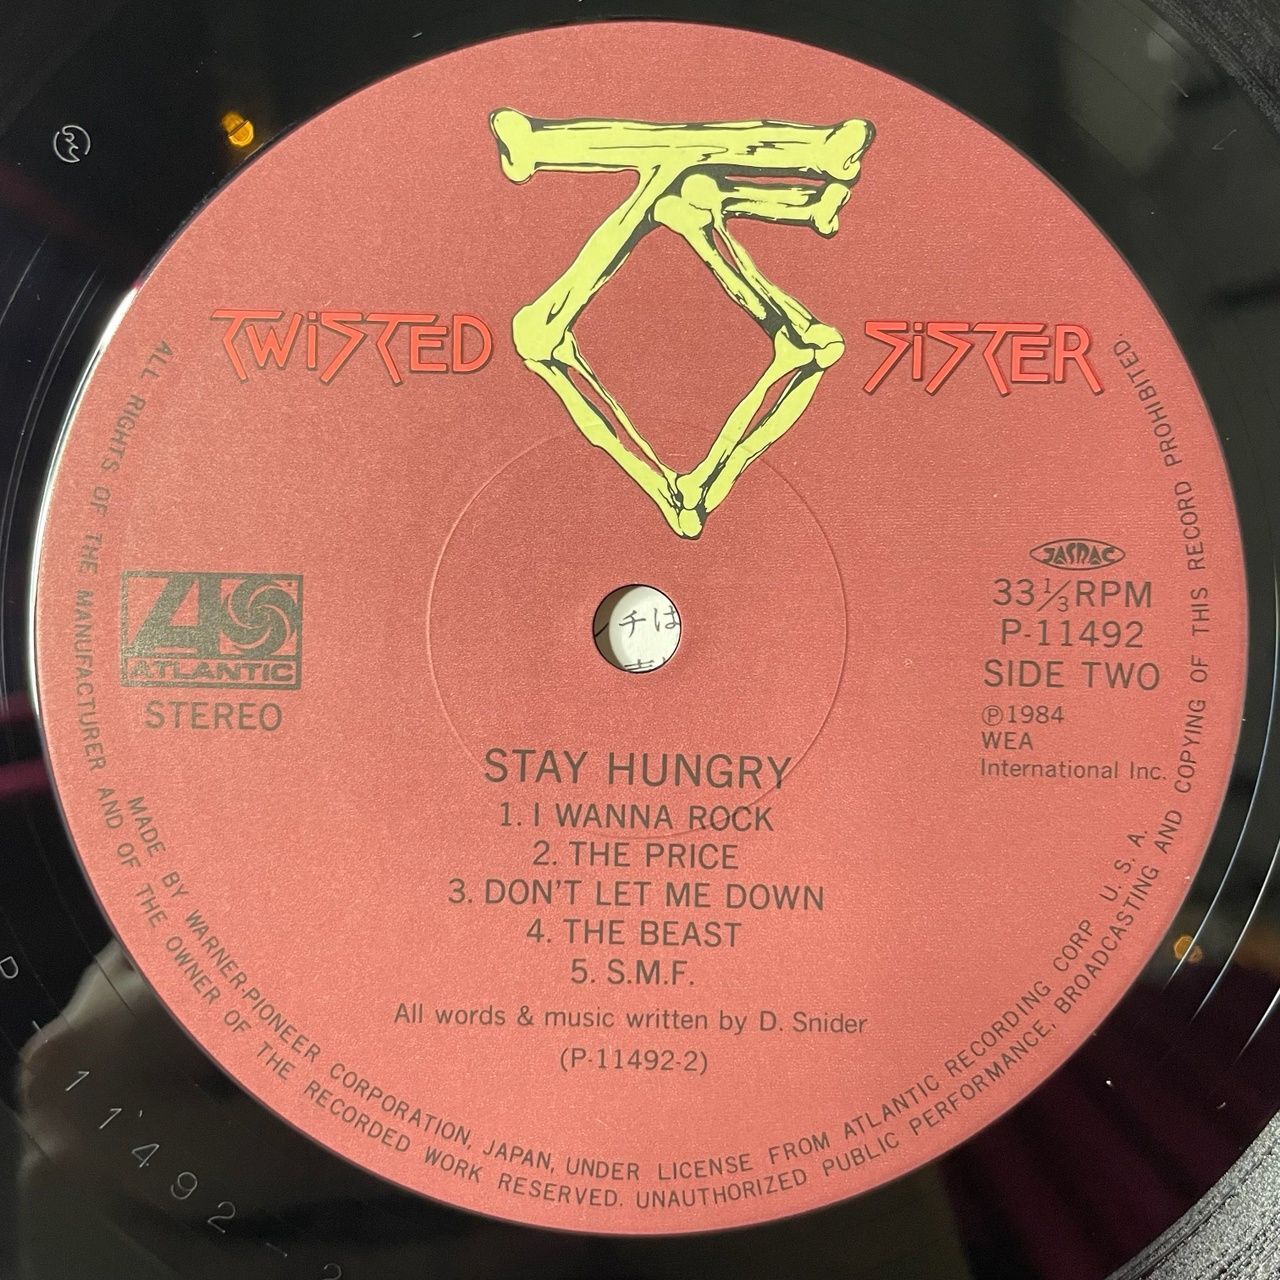 TWiSTED SiSTER
ATLANTIC
STEREO
JASRAC
33 1/3 RPM
P-11492
SIDE TWO
℗1984
WEA
International Inc.
チは
STAY HUNGRY
1. I WANNA ROCK
2. THE PRICE
3. DON'T LET ME DOWN
4. THE BEAST
5. S.M.F.
All words & music written by D. Snider
(P-11492-2)
MADE BY WARNER-PIONEER CORPORATION, JAPAN, UNDER LICENSE FROM ATLANTIC RECORDING CORP. U. S. A.
ALL RIGHTS OF THE MANUFACTURER AND OF THE OWNER OF THE RECORDED WORK RESERVED. UNAUTHORIZED PUBLIC PERFORMANCE, BROADCASTING AND COPYING OF THIS RECORD PROHIBITED.
P-11492